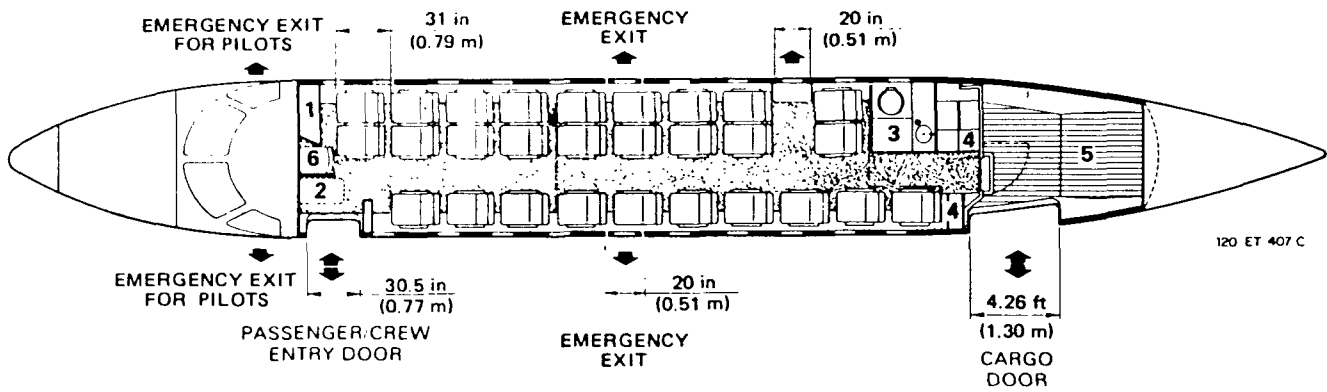 EMERGENCY EXIT
FOR PILOTS
31 in
(0.79 m)
EMERGENCY
EXIT
20 in
(0.51 m)
1
6
2
3
4
4
5
120 ET 407 C
EMERGENCY EXIT
FOR PILOTS
30.5 in
(0.77 m)
PASSENGER/CREW
ENTRY DOOR
20 in
(0.51 m)
EMERGENCY
EXIT
4.26 ft
(1.30 m)
CARGO
DOOR